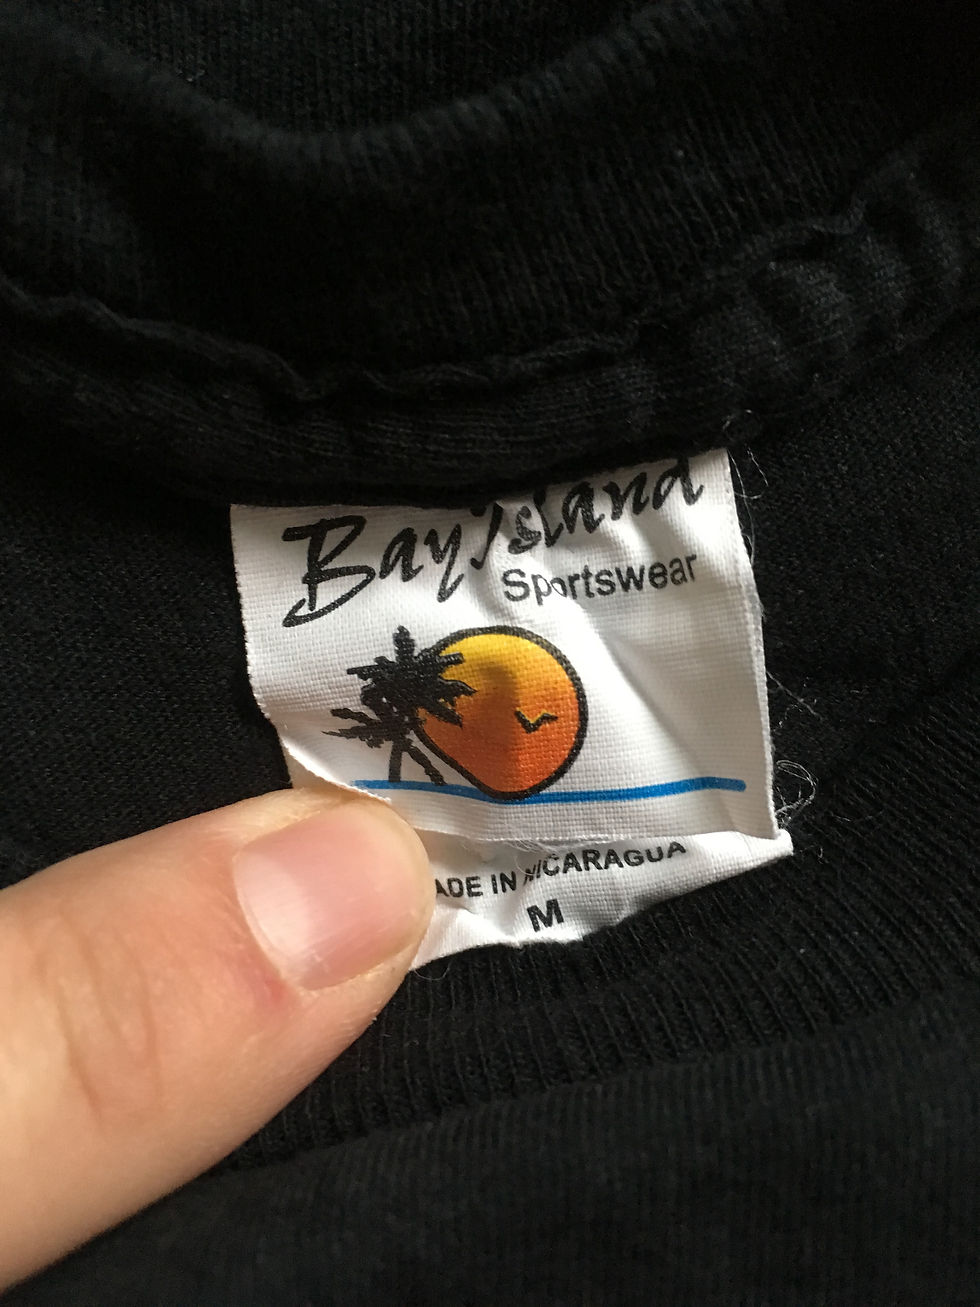 Bay Island
Sportswear
ADE IN NICARAGUA
M